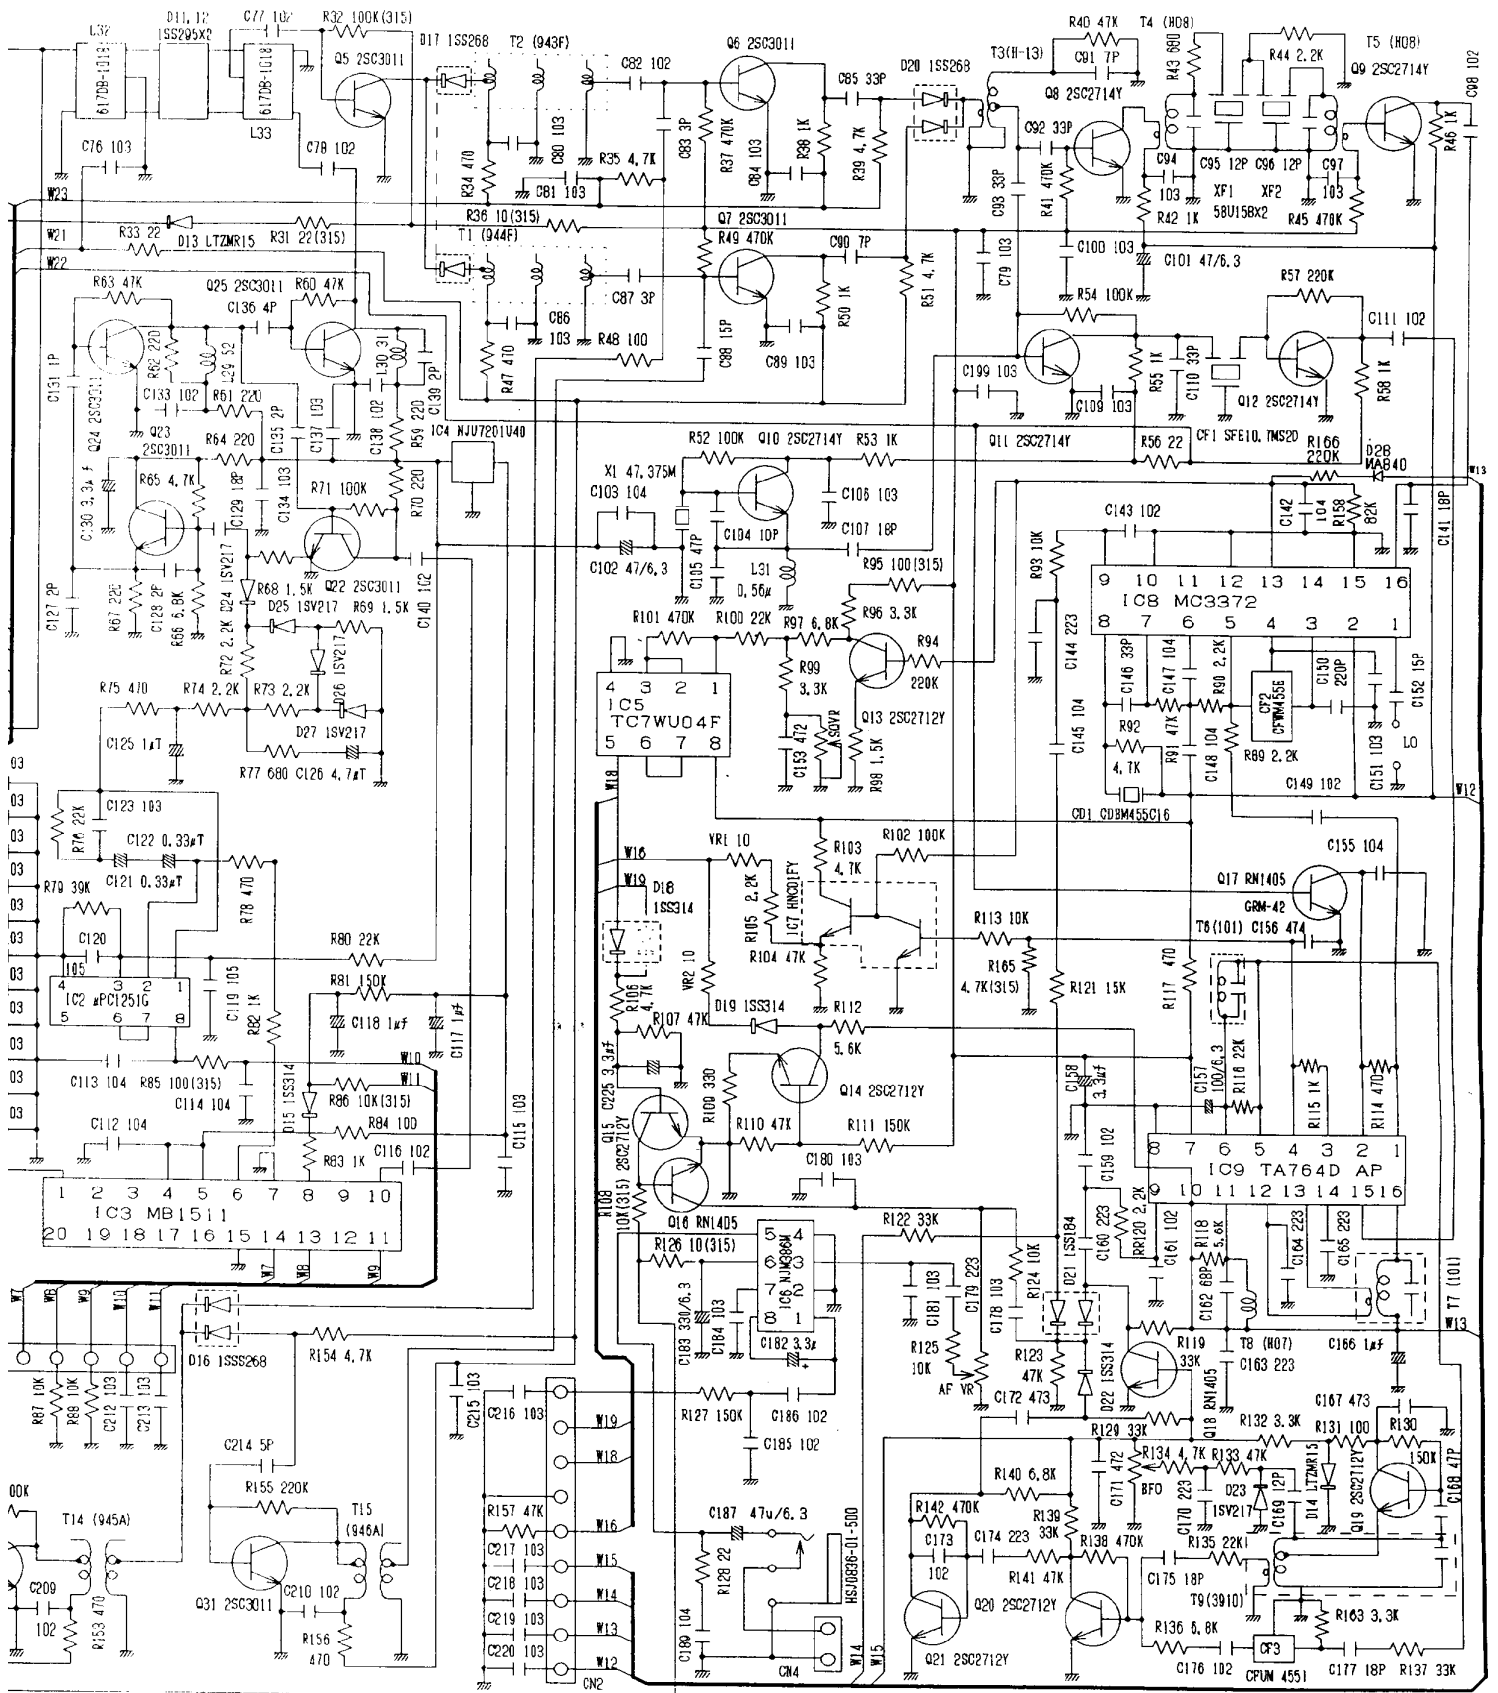 L32
D11, 12
1SS295X2
C77 102
R32 100K(315)
D17 1SS268
T2 (943F)
Q6 2SC3011
R40 47K
T4 (H08)
C91 7P
T3(H-13)
R43 680
R44 2.2K
T5 (H08)
Q9 2SC2714Y
C98 102
617DB-1018
617DB-1018
L33
Q5 2SC3011
C82 102
C85 33P
D20 1SS268
Q8 2SC2714Y
C92 33P
R46 1K
C76 103
C78 102
C80 103
R34 470
C81 103
R35 4.7K
C83 3P
R37 470K
C84 103
R38 1K
R39 4.7K
C93 33P
R41 470K
C94
103
R42 1K
C95 12P
C96 12P
C97
103
XF1
XF2
58U15BX2
R45 470K
W23
W21
W22
R33 22
D13 LTZMR15
R31 22(315)
R36 10(315)
T1 (944F)
Q7 2SC3011
R49 470K
C90 7P
R51 4.7K
C79 103
C100 103
C101 47/6.3
R63 47K
Q25 2SC3011
C136 4P
R60 47K
C87 3P
R50 1K
R54 100K
R57 220K
C111 102
C131 1P
Q24 2SC3011
R62 220
L29 52
L30 31
C139 2P
C86
103
R47 470
R48 100
C88 15P
C89 103
C199 103
Q11 2SC2714Y
C109 103
R55 1K
C110 33P
Q12 2SC2714Y
CF1 SFE10.7MS2D
R58 1K
C133 102
R61 220
Q23
2SC3011
R64 220
C135 2P
C137 103
C138 102
R59 220
IC4 NJU7201U40
R52 100K
Q10 2SC2714Y
R53 1K
R56 22
R166
220K
D28
MA840
W13
C130 3.3μf
R65 4.7K
C129 18P
C134 103
R71 100K
R70 220
X1 47.375M
C103 104
C104 10P
C106 103
C107 18P
C102 47/6.3
C105 47P
L31
0.56μ
R95 100(315)
R93 10K
C143 102
C142
104
R158
82K
C141 18P
9 10 11 12 13 14 15 16
IC8 MC3372
8 7 6 5 4 3 2 1
C127 2P
R67 220
C128 2P
R66 6.8K
D24 1SV217
R68 1.5K
Q22 2SC3011
D25 1SV217
R69 1.5K
C140 102
R72 2.2K
R101 470K
R100 22K
R97 6.8K
R96 3.3K
R94
220K
R99
3.3K
Q13 2SC2712Y
C144 223
C146 33P
C147 104
R90 2.2K
CF2
CFWM455E
C150
220P
C152 15P
R75 470
R74 2.2K
R73 2.2K
D26 1SV217
D27 1SV217
C125 1μT
R77 680
C126 4.7μT
4 3 2 1
IC5
TC7WU04F
5 6 7 8
C153 472
SQVR
R98 1.5K
C145 104
R92
4.7K
R91 47K
C148 104
R89 2.2K
C149 102
C151 103
LO
W12
CD1 CDBM455C16
W18
R76 22K
C123 103
C122 0.33μT
C121 0.33μT
R79 39K
R78 470
C120
105
4 3 2 1
IC2 μPC1251G
5 6 7 8
R80 22K
R81 150K
C119 105
R82 1K
C118 1μf
C117 1μf
C113 104
R85 100(315)
C114 104
W10
W11
R86 10K(315)
D15 1SS314
C112 104
R84 100
R83 1K
C116 102
C115 103
1 2 3 4 5 6 7 8 9 10
IC3 MB1511
20 19 18 17 16 15 14 13 12 11
W7 W8 W9
W7 W8 W9 W10 W11
W16
W19
D18
1SS314
VR1 10
R105 2.2K
IC7 HNC01FY
R103
4.7K
R102 100K
R104 47K
VR2 10
R113 10K
R165
4.7K(315)
R121 15K
Q17 RN1405
GRM-42
C155 104
T6(101)
C156 474
R117 470
R106
4.7K
R107 47K
D19 1SS314
R112
5.6K
C225 3.3μf
Q15 2SC2712Y
R109 330
Q14 2SC2712Y
R110 47K
R111 150K
C158
3.3μf
C157
100/6.3
R116 22K
R115 1K
R114 470
C159 102
8 7 6 5 4 3 2 1
IC9 TA764D AP
9 10 11 12 13 14 15 16
R108
10K(315)
Q16 RN1405
C180 103
R126 10(315)
5 4
6 3
7 2
8 1
IC6 NJM386M
C183 330/6.3
C184 103
C182 3.3μ
R122 33K
C181 103
C179 223
R125
10K
AF VR
C178 103
R124 10K
D21 1SS184
C160 223
RR120 2.2K
C161 102
R118
5.6K
C162 68P
C164 223
C165 223
T7 (101)
T8 (H07)
C166 1μf
W13
R119
33K
C163 223
R123
47K
D22 1SS314
Q18 RN1405
D16 1SSS268
R154 4.7K
R87 10K
R88 10K
C212 103
C213 103
C214 5P
R155 220K
C215 103
C216 103
R127 150K
C186 102
C185 102
C172 473
R129 33K
R132 3.3K
C167 473
R131 100
R130
150K
W19
W18
W16
W15
W14
W13
W12
R157 47K
C217 103
C218 103
C219 103
C220 103
CN2
C187 47u/6.3
R128 22
C189 104
HSJ0836-01-500
CN4
W14
W15
R140 6.8K
R142 470K
R139
33K
C173
102
C174 223
R138 470K
R141 47K
Q21 2SC2712Y
Q20 2SC2712Y
C171 472
BFO
R134 4.7K
R133 47K
C170 223
D23
1SV217
C169 12P
D14 LTZMR15
Q19 2SC2712Y
C168 47P
R135 22K
C175 18P
T9(3910)
R136 6.8K
C176 102
CF3
CFUM 4551
R163 3.3K
C177 18P
R137 33K
00K
T14 (945A)
T15
(946A)
C209
102
R153 470
Q31 2SC3011
C210 102
R156
470
03
03
03
03
03
03
03
03
03
03
03